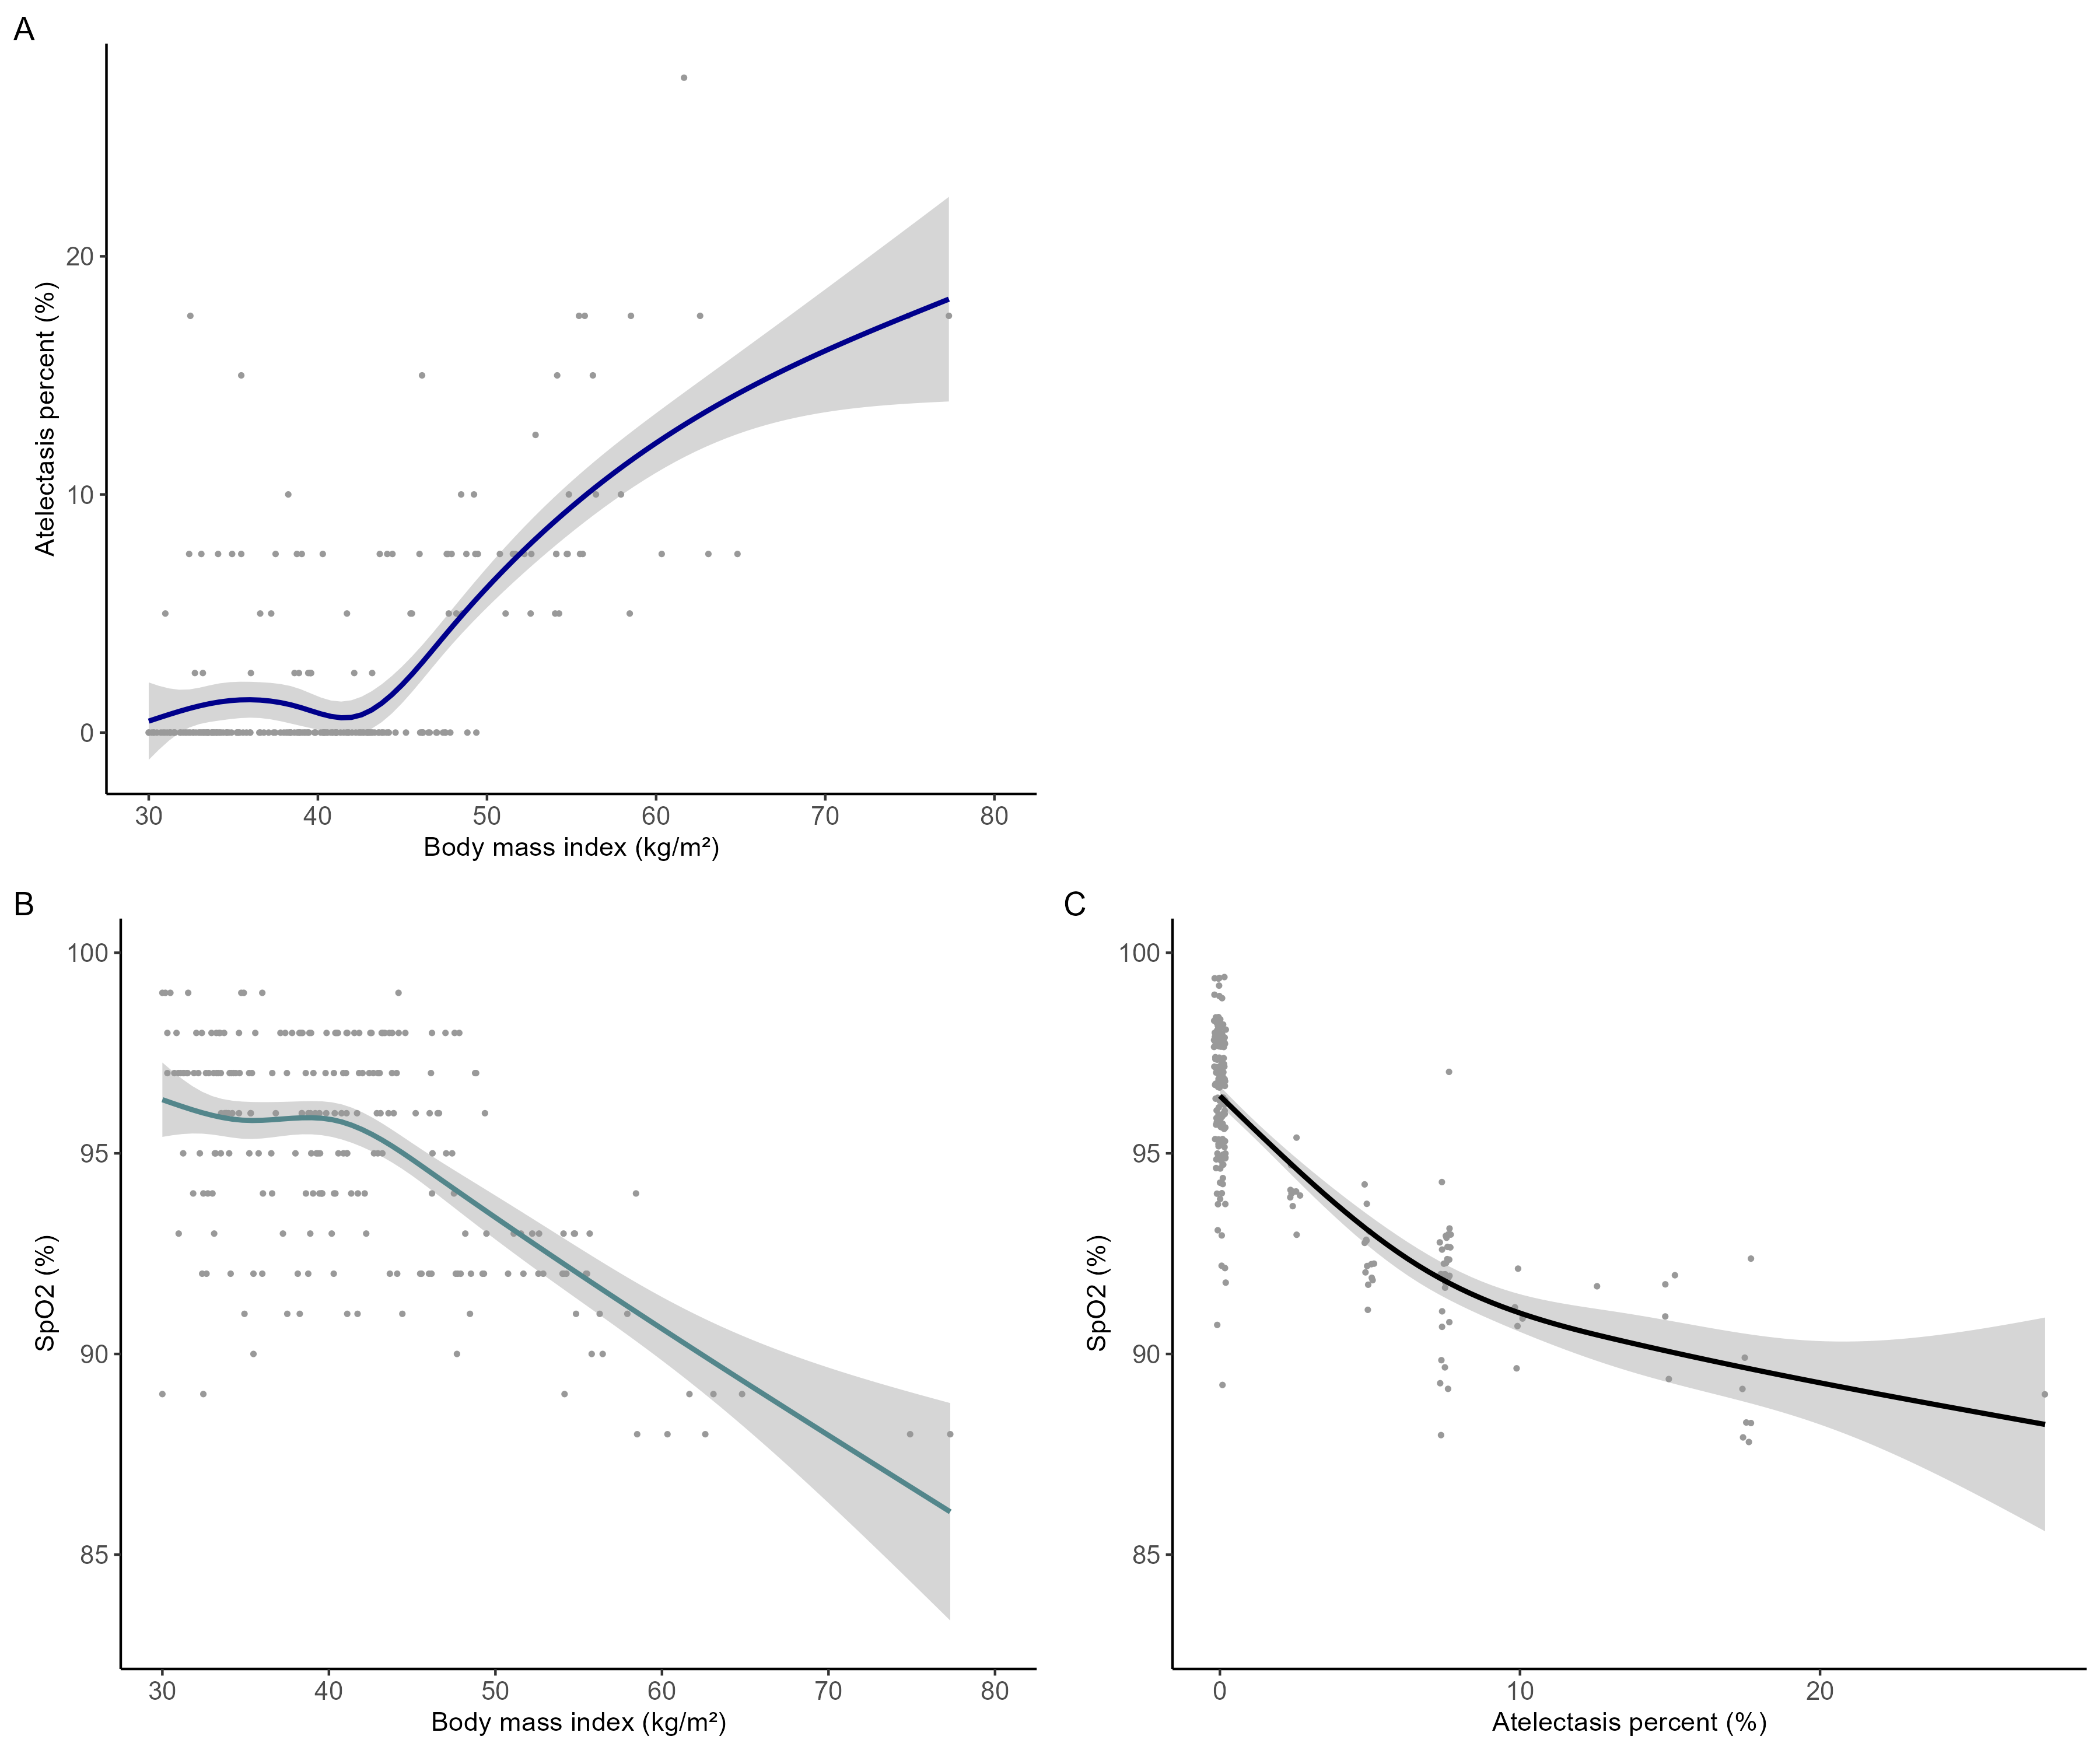 A
Atelectasis percent (%)
20
10
0
30 40 50 60 70 80
Body mass index (kg/m²)
B
SpO2 (%)
100
95
90
85
30 40 50 60 70 80
Body mass index (kg/m²)
C
SpO2 (%)
100
95
90
85
0 10 20
Atelectasis percent (%)